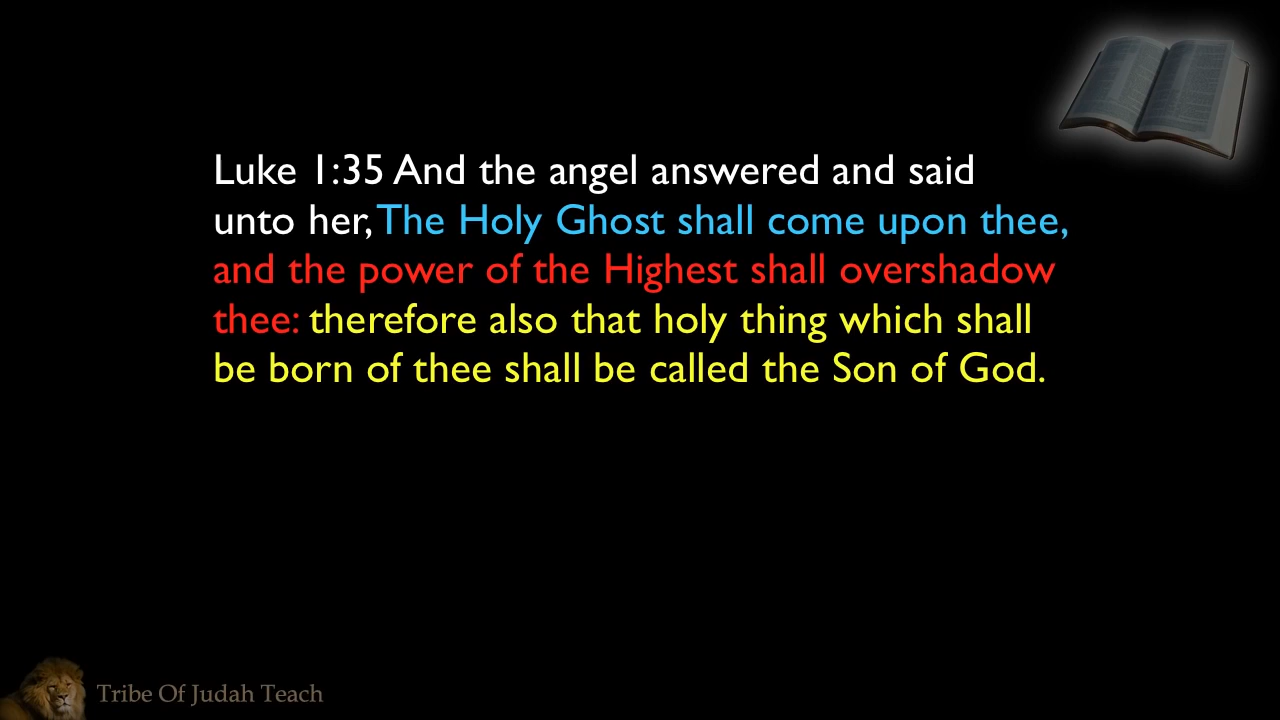 Luke 1:35 And the angel answered and said
unto her, The Holy Ghost shall come upon thee,
and the power of the Highest shall overshadow
thee: therefore also that holy thing which shall
be born of thee shall be called the Son of God.
Tribe Of Judah Teach